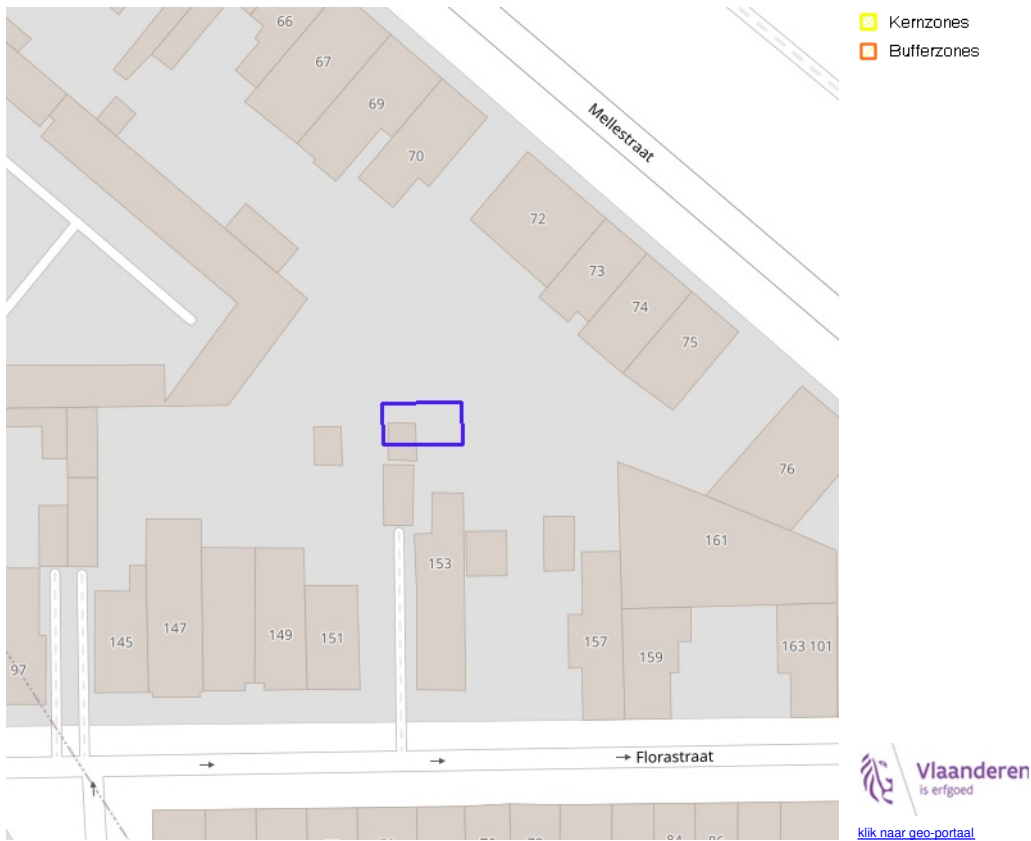 66
67
69
70
Mellestraat
72
73
74
75
76
161
153
145
147
149
151
157
159
163 101
97
Florastraat
84 86
Kernzones
Bufferzones
Vlaanderen
is erfgoed
klik naar geo-portaal